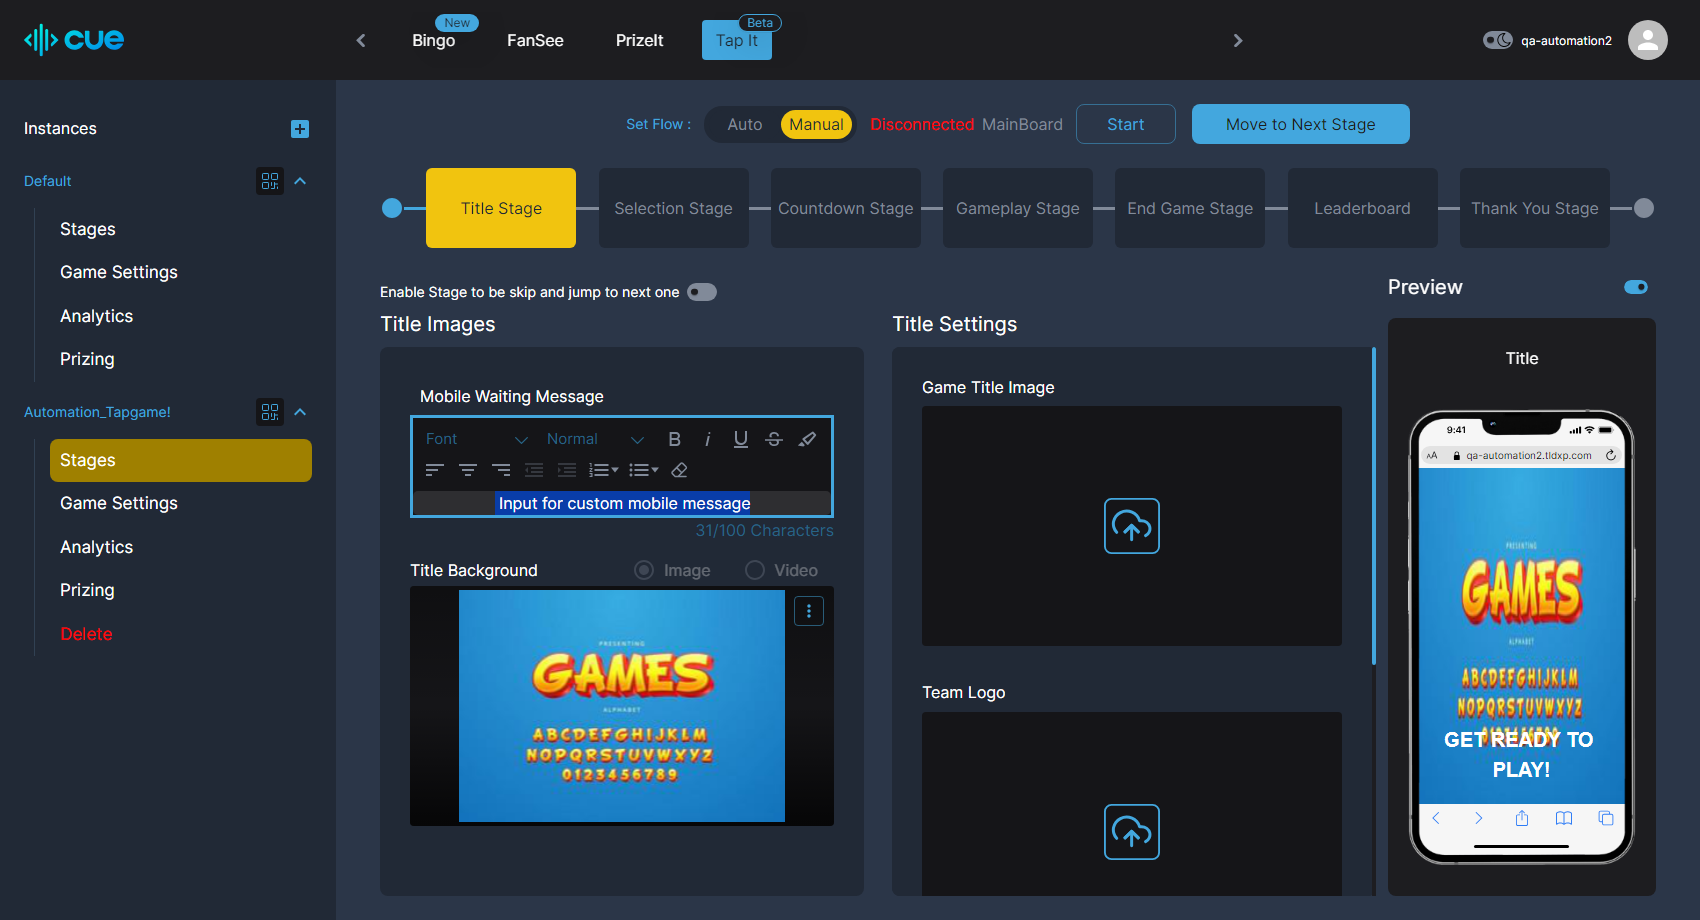 cue
New
Bingo
FanSee
PrizeIt
Beta
Tap It
qa-automation2
Instances
Default
Stages
Game Settings
Analytics
Prizing
Automation_Tapgame!
Stages
Game Settings
Analytics
Prizing
Delete
Set Flow :
Auto
Manual
Disconnected MainBoard
Start
Move to Next Stage
Title Stage
Selection Stage
Countdown Stage
Gameplay Stage
End Game Stage
Leaderboard
Thank You Stage
Enable Stage to be skip and jump to next one
Title Images
Mobile Waiting Message
Font
Normal
B
i
U
S
Input for custom mobile message
31/100 Characters
Title Background
Image
Video
PRESENTING
GAMES
ALPHABET
ABCDEFGHIJKLM
NOPQRSTUVWXYZ
0123456789
Title Settings
Game Title Image
Team Logo
Preview
Title
9:41
AA
qa-automation2.tldxp.com
PRESENTING
GAMES
ALPHABET
ABCDEFGHIJKLM
NOPQRSTUVWXYZ
GET READY TO
PLAY!